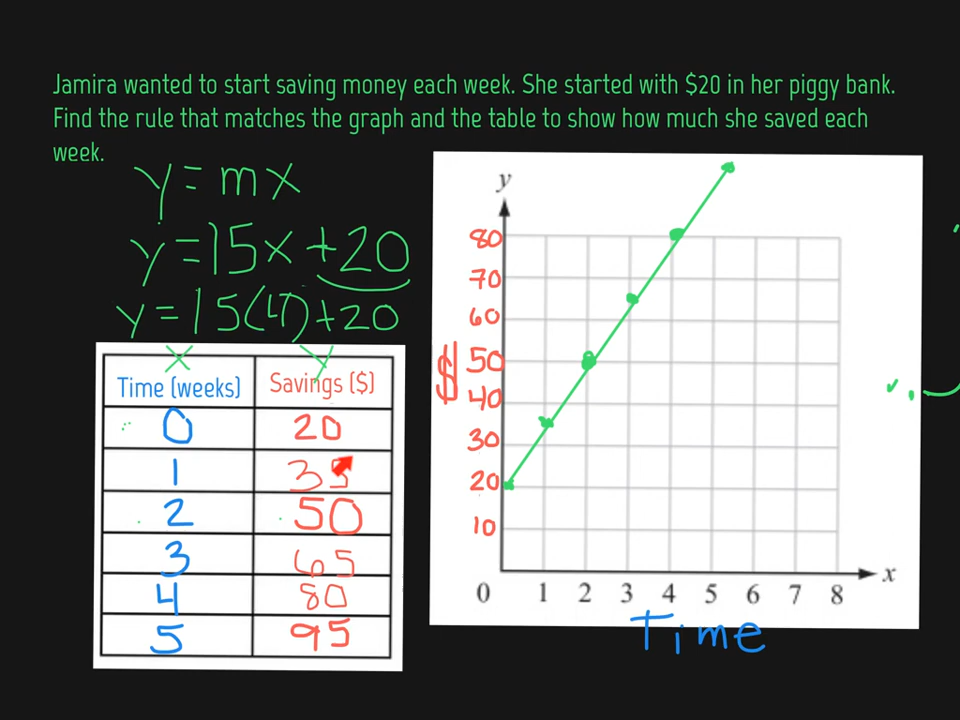 Jamira wanted to start saving money each week. She started with $20 in her piggy bank.
Find the rule that matches the graph and the table to show how much she saved each
week.
y = mx
y = 15x + 20
y = 15(4) + 20
x y
Time (weeks) Savings ($)
0 20
1 35
2 50
3 65
4 80
5 95
y
80
70
60
$ 50
40
30
20
10
0 1 2 3 4 5 6 7 8 x
Time